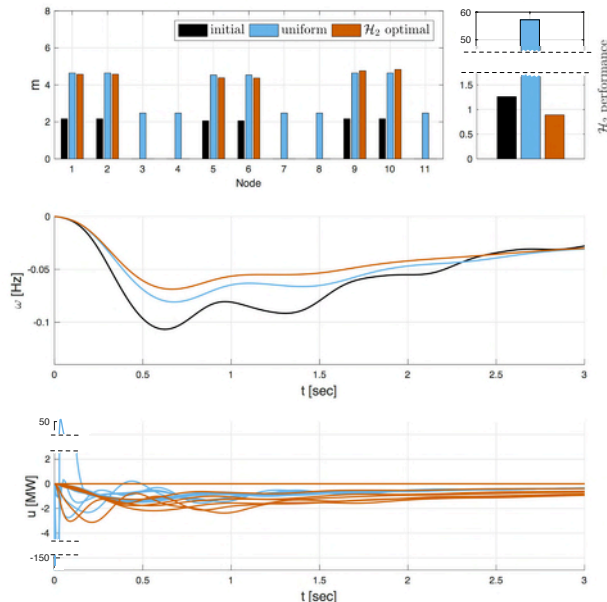 initial uniform H₂ optimal
m
8
6
4
2
0
1 2 3 4 5 6 7 8 9 10 11
Node
60
50
1.5
1
0.5
0
H₂ performance
ω [Hz]
0
-0.05
-0.1
0 0.5 1 1.5 2 2.5 3
t [sec]
u [MW]
50
2
0
-2
-4
-150
0 0.5 1 1.5 2 2.5 3
t [sec]